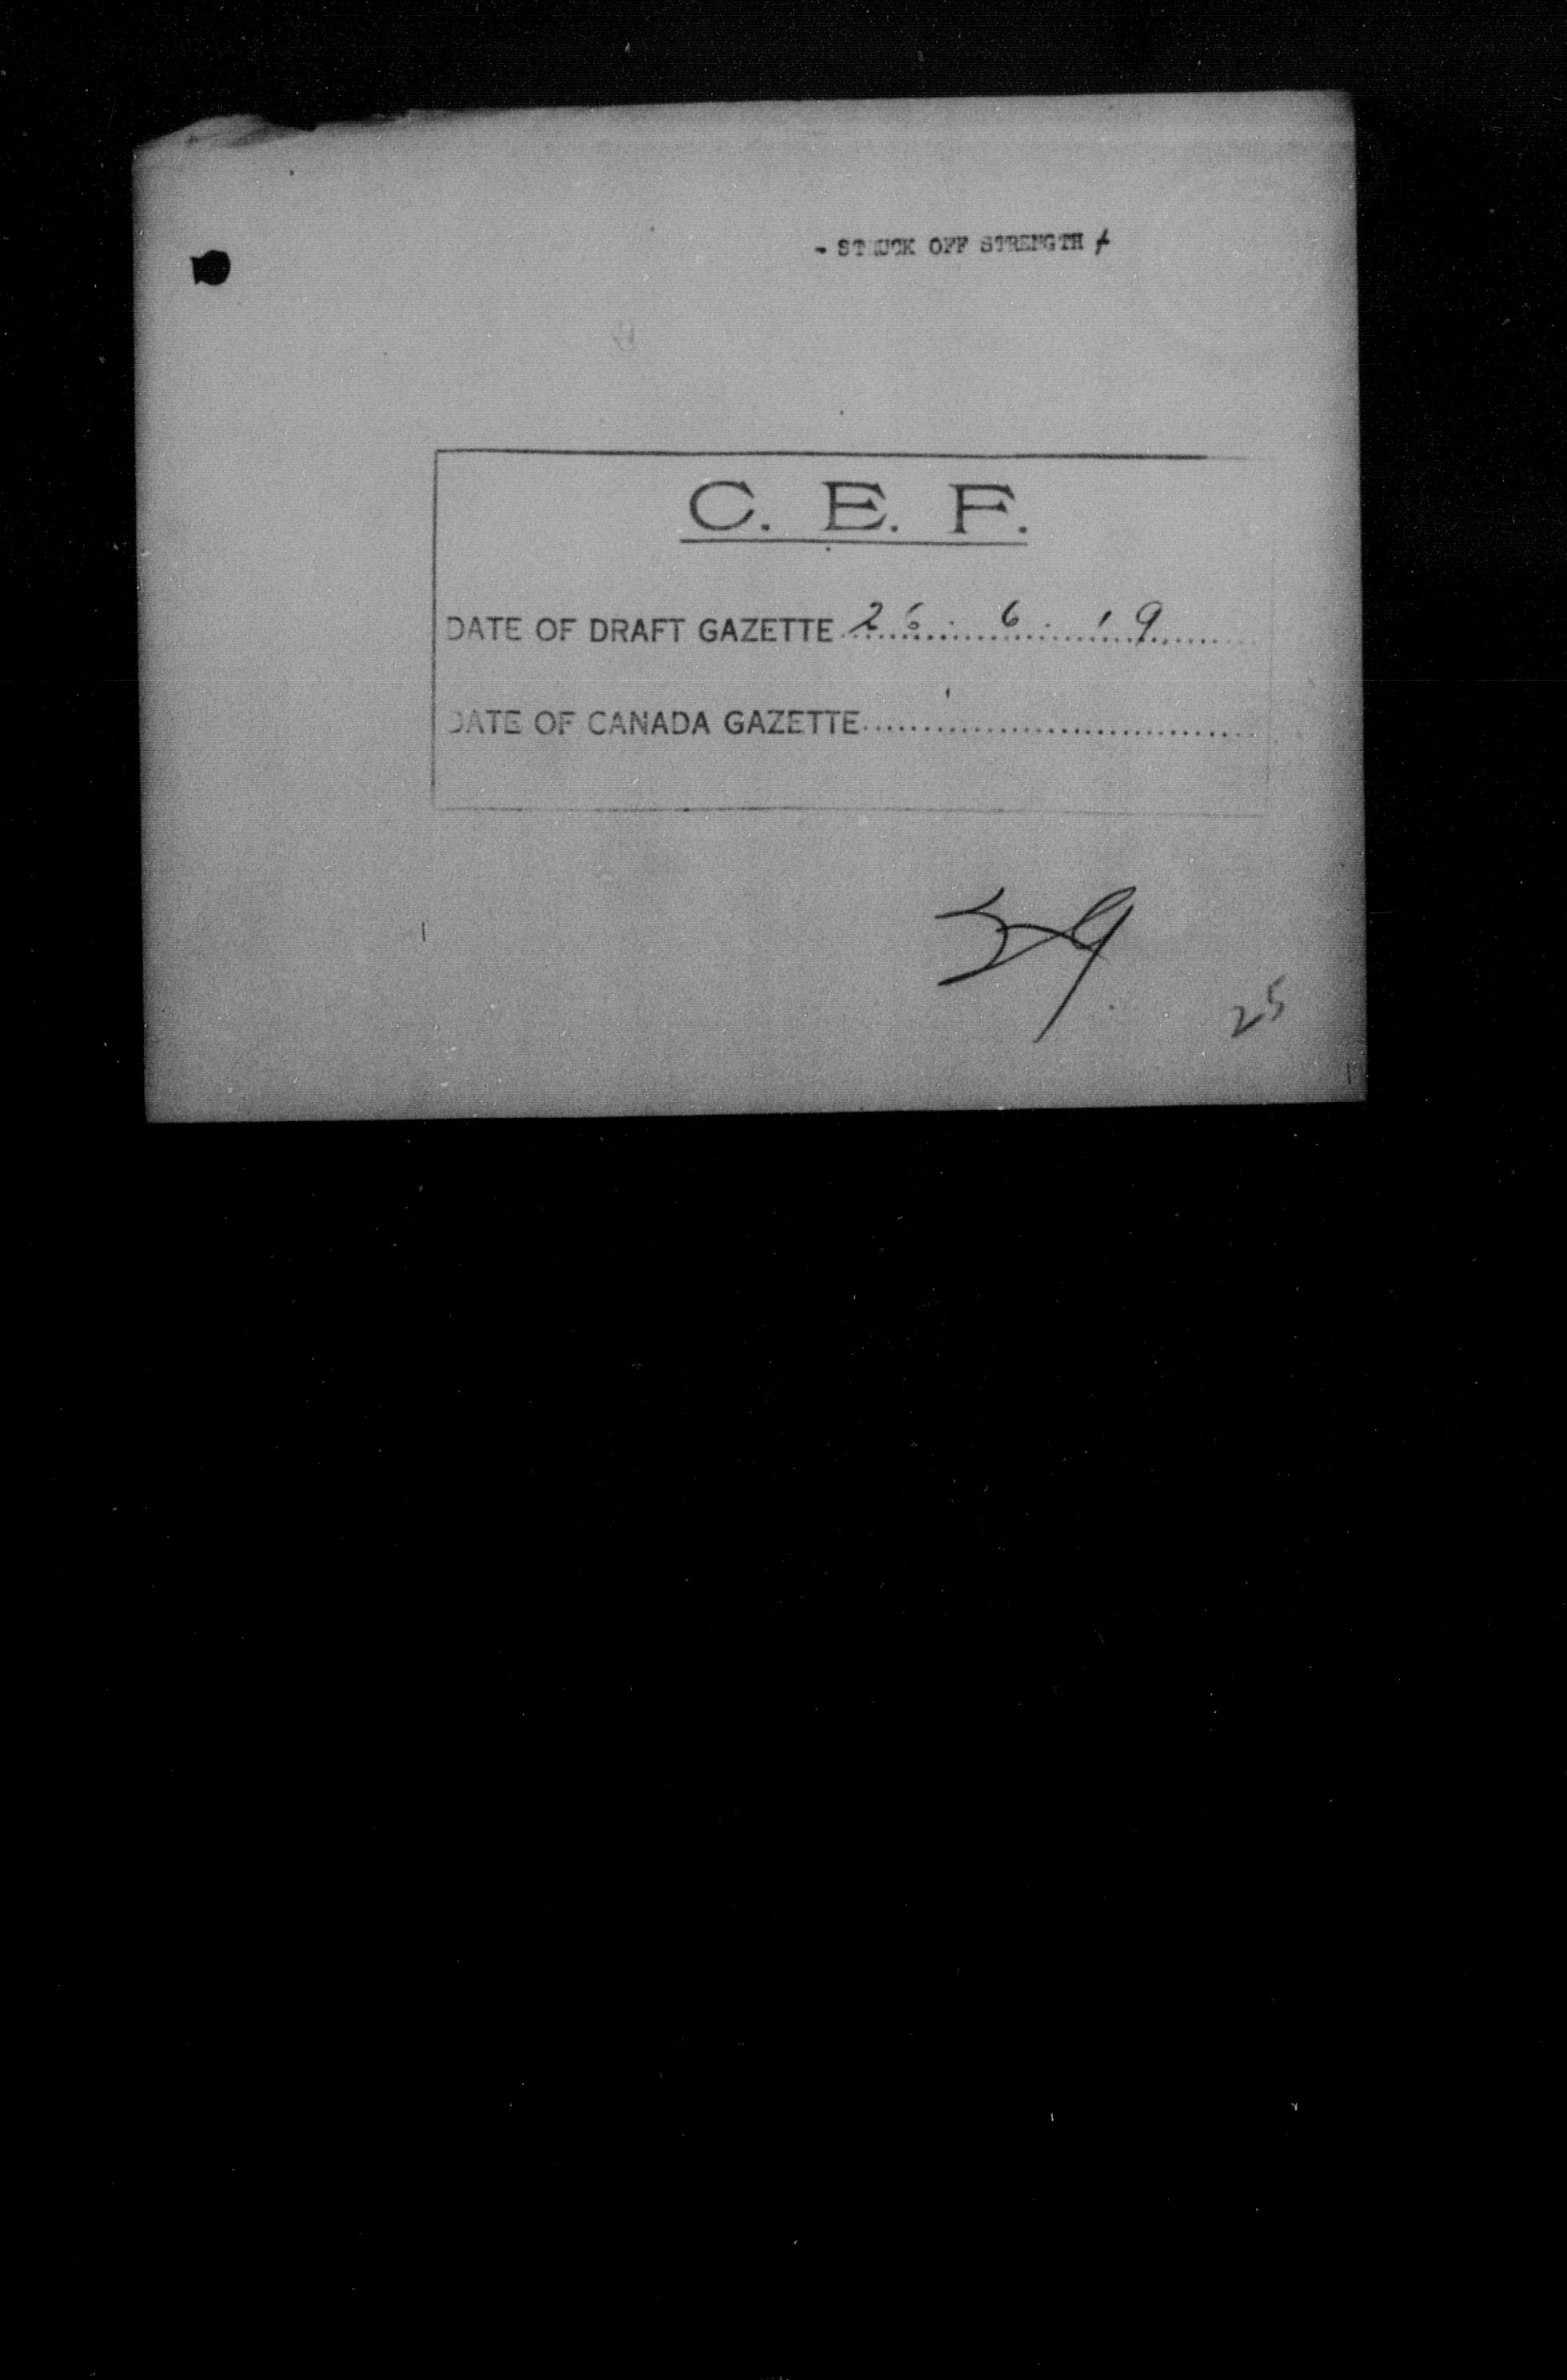 - STRUCK OFF STRENGTH -
C. E. F.
DATE OF DRAFT GAZETTE 26. 6. 19
DATE OF CANADA GAZETTE
25